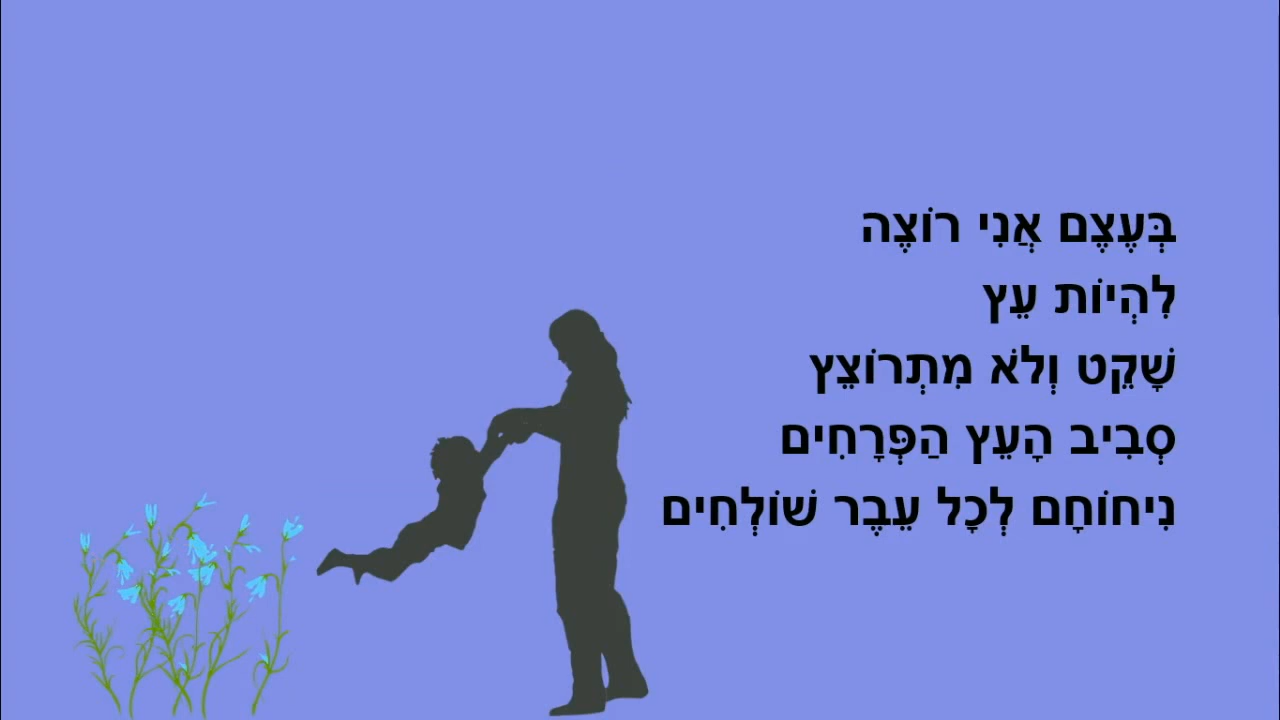 בְּעֶצֶם אֲנִי רוֹצֶה
לִהְיוֹת עֵץ
שָׁקֵט וְלֹא מִתְרוֹצֵץ
סְבִיב הָעֵץ הַפְּרָחִים
נִיחוֹחָם לְכָל עֵבֶר שׁוֹלְחִים